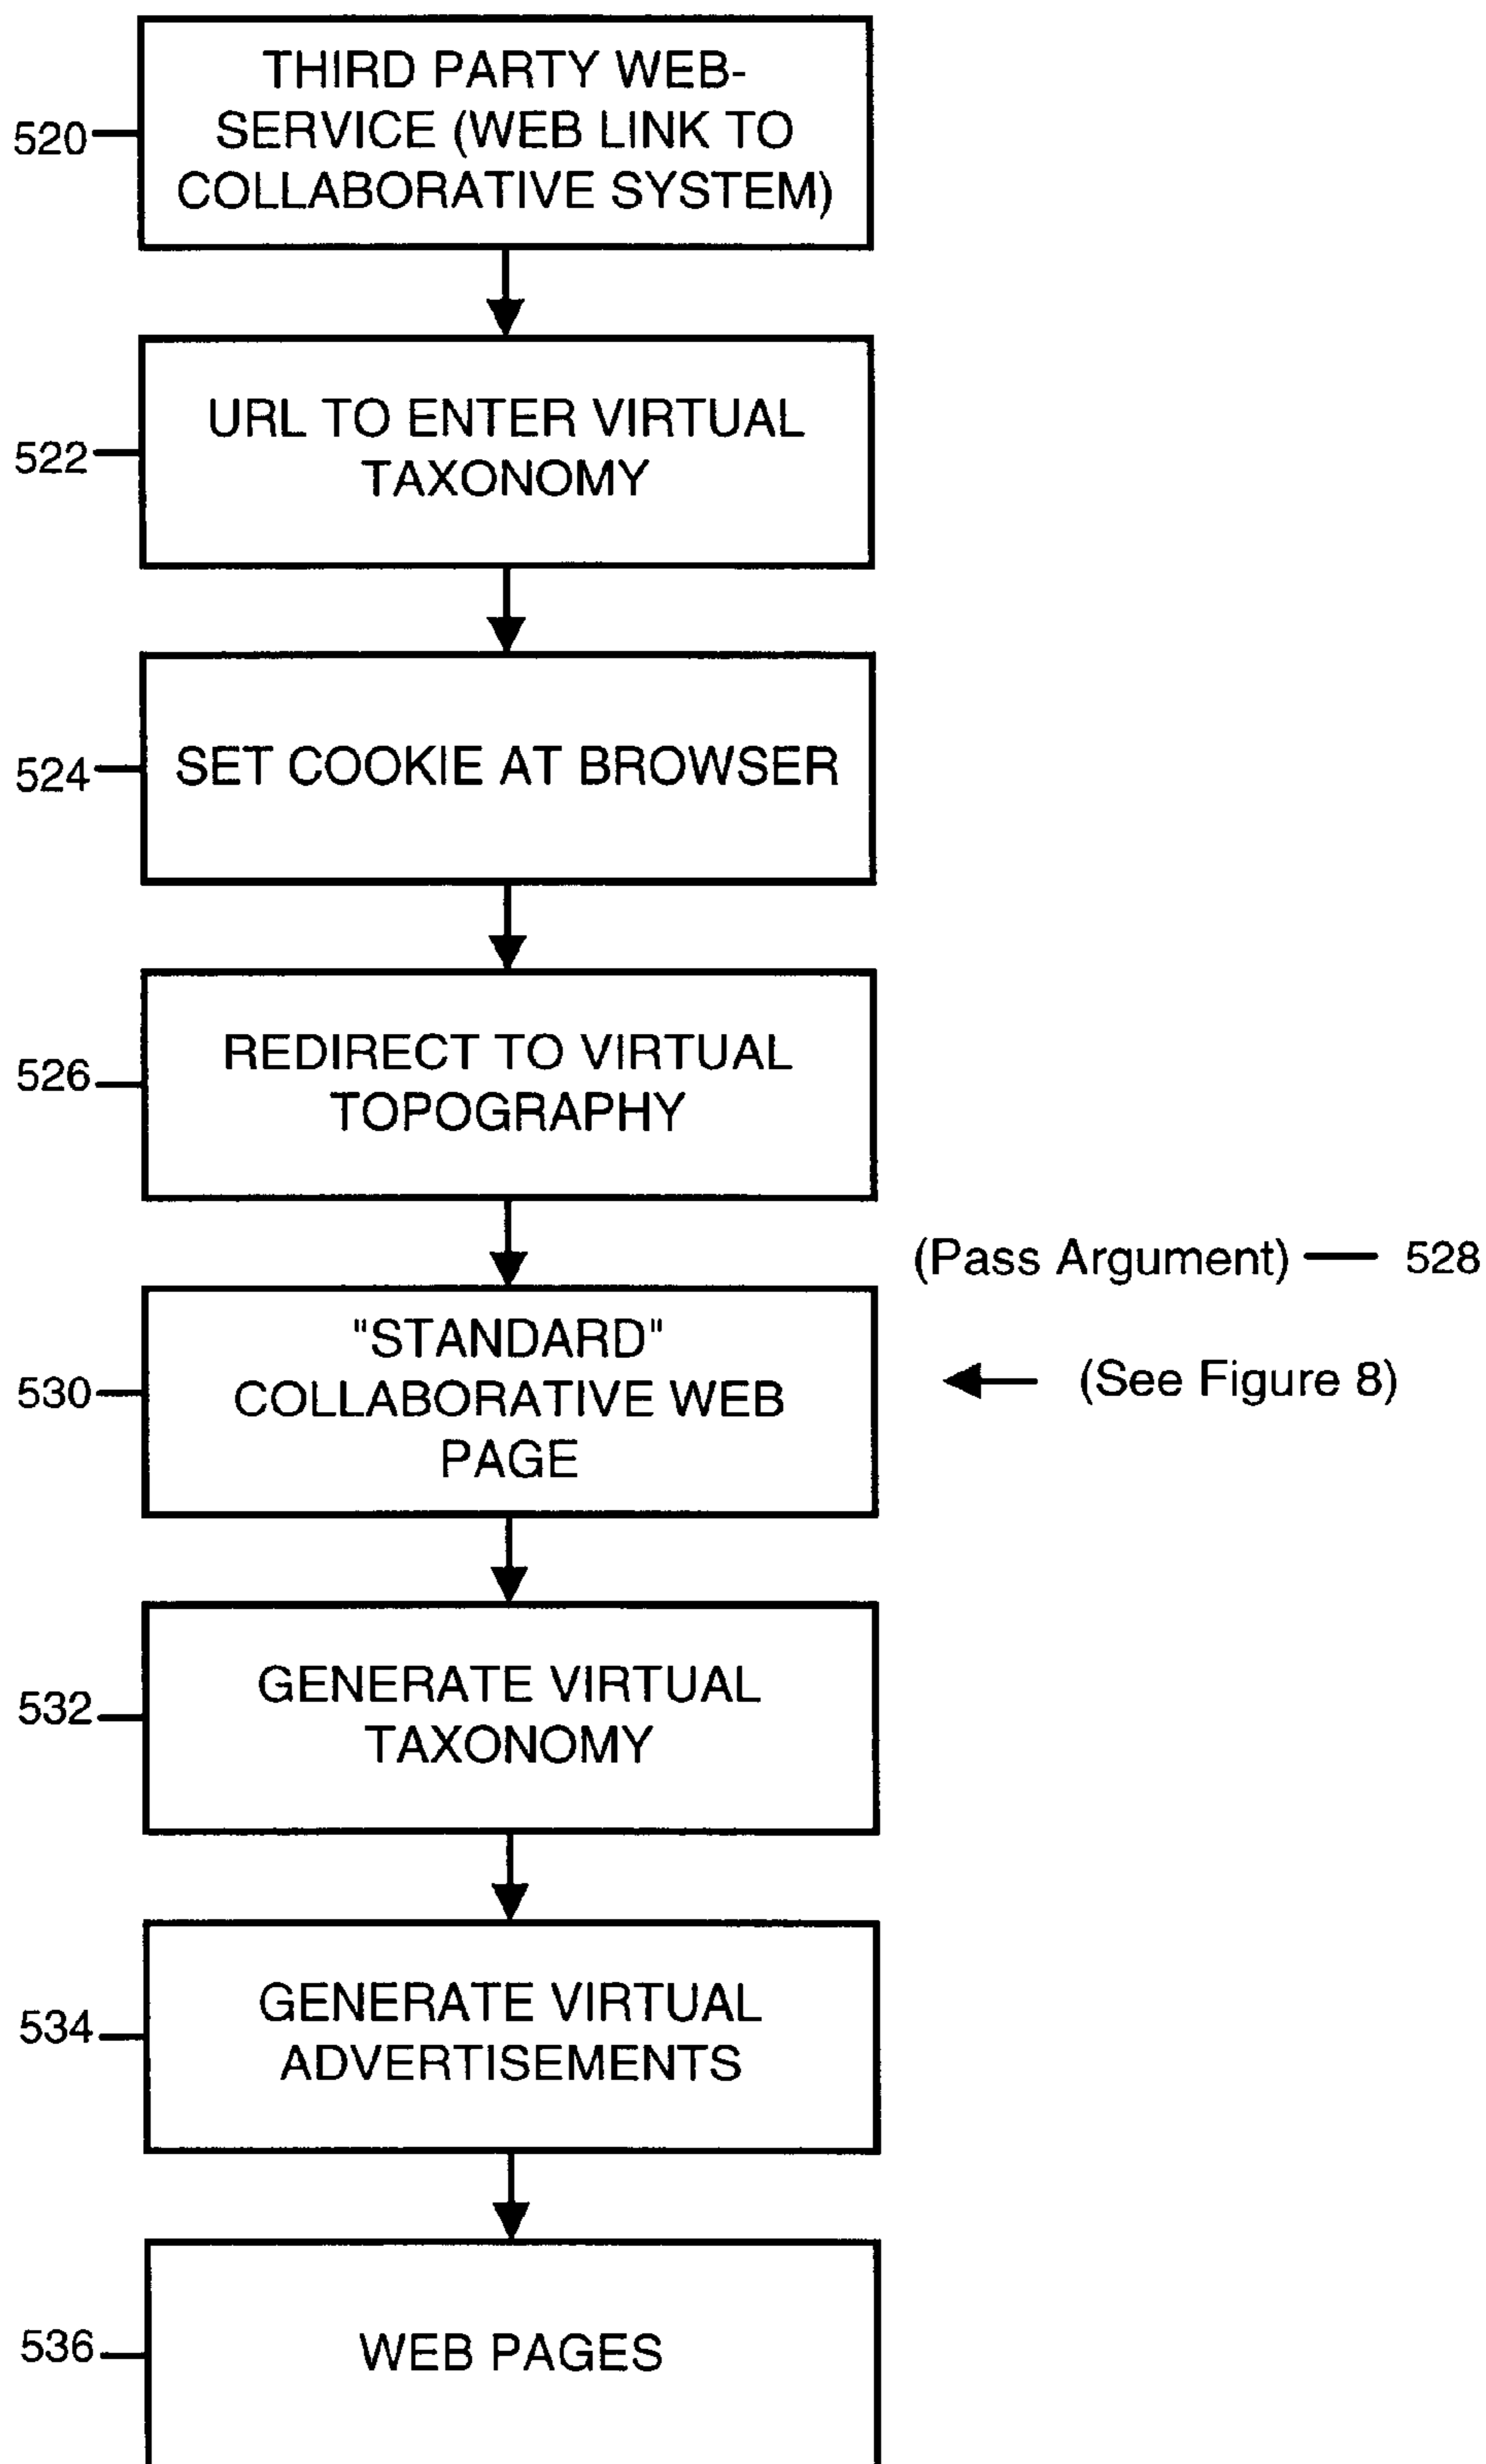 THIRD PARTY WEB-
SERVICE (WEB LINK TO
COLLABORATIVE SYSTEM)
520
URL TO ENTER VIRTUAL
TAXONOMY
522
SET COOKIE AT BROWSER
524
REDIRECT TO VIRTUAL
TOPOGRAPHY
526
(Pass Argument) 528
"STANDARD"
COLLABORATIVE WEB
PAGE
530
(See Figure 8)
GENERATE VIRTUAL
TAXONOMY
532
GENERATE VIRTUAL
ADVERTISEMENTS
534
WEB PAGES
536